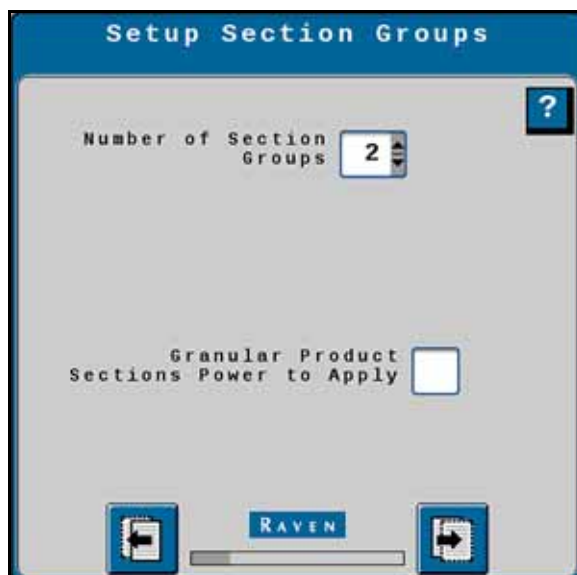 Setup Section Groups
?
Number of Section
Groups
2
Granular Product
Sections Power to Apply
RAVEN